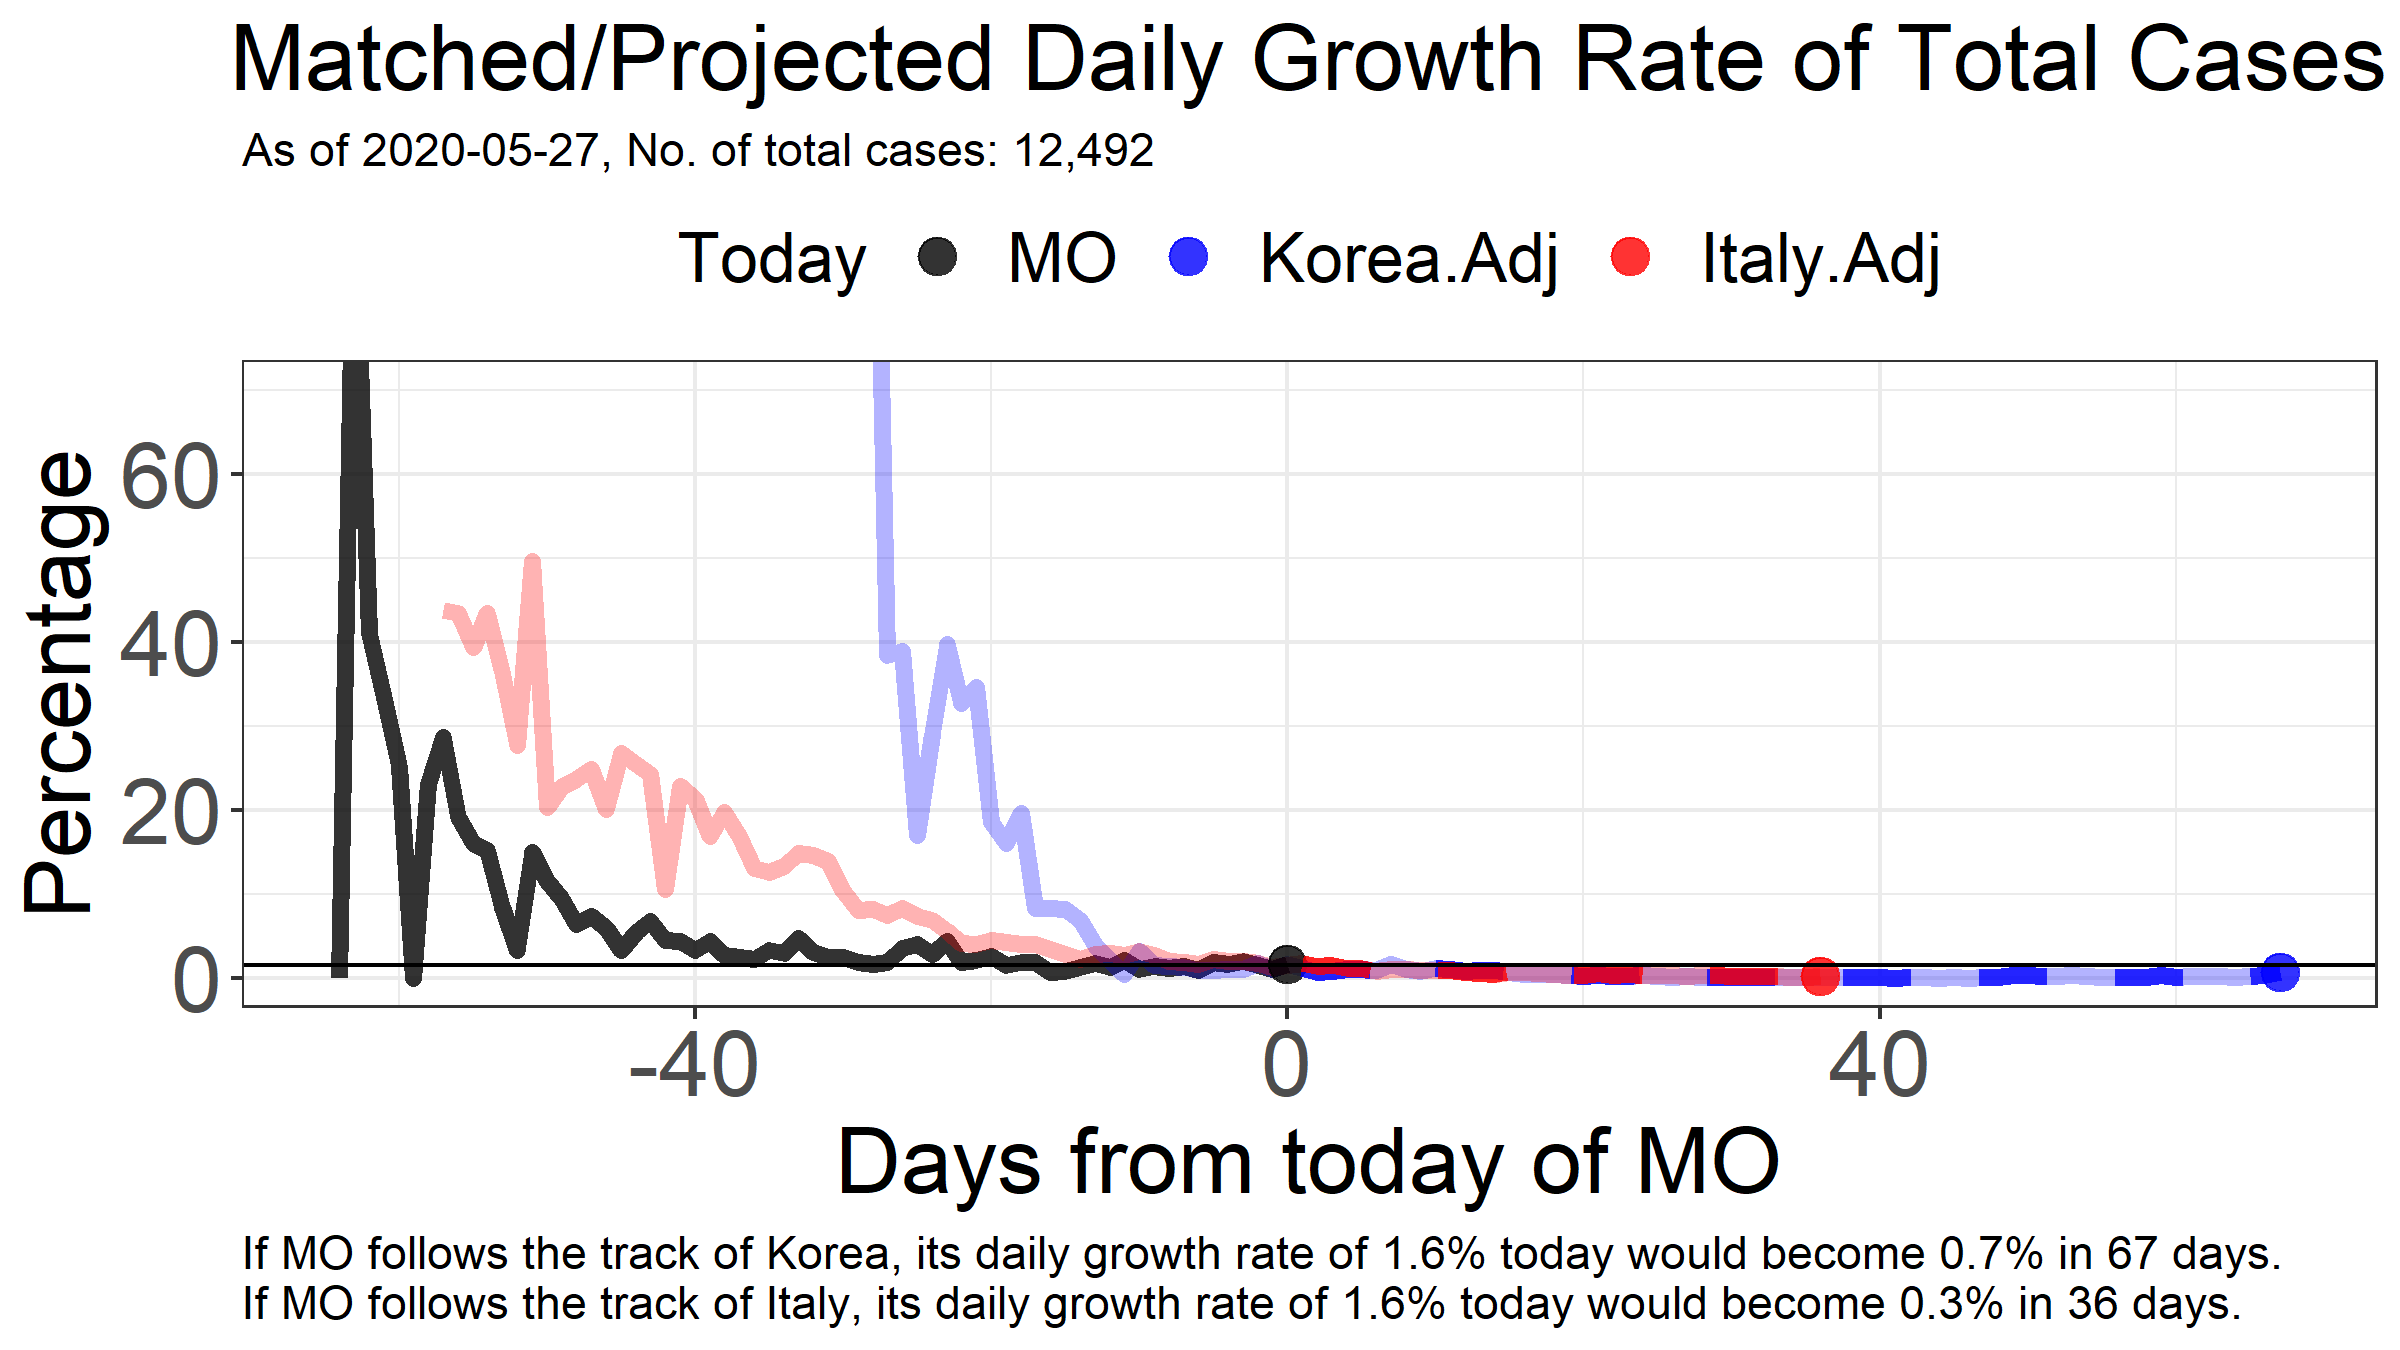 Matched/Projected Daily Growth Rate of Total Cases
As of 2020-05-27, No. of total cases: 12,492
Today MO Korea.Adj Italy.Adj
Percentage
60
40
20
0
-40 0 40
Days from today of MO
If MO follows the track of Korea, its daily growth rate of 1.6% today would become 0.7% in 67 days.
If MO follows the track of Italy, its daily growth rate of 1.6% today would become 0.3% in 36 days.